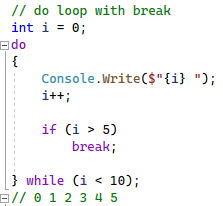 // do loop with break
int i = 0;
do
{
    Console.Write($"{i} ");
    i++;

    if (i > 5)
        break;

} while (i < 10);
// 0 1 2 3 4 5